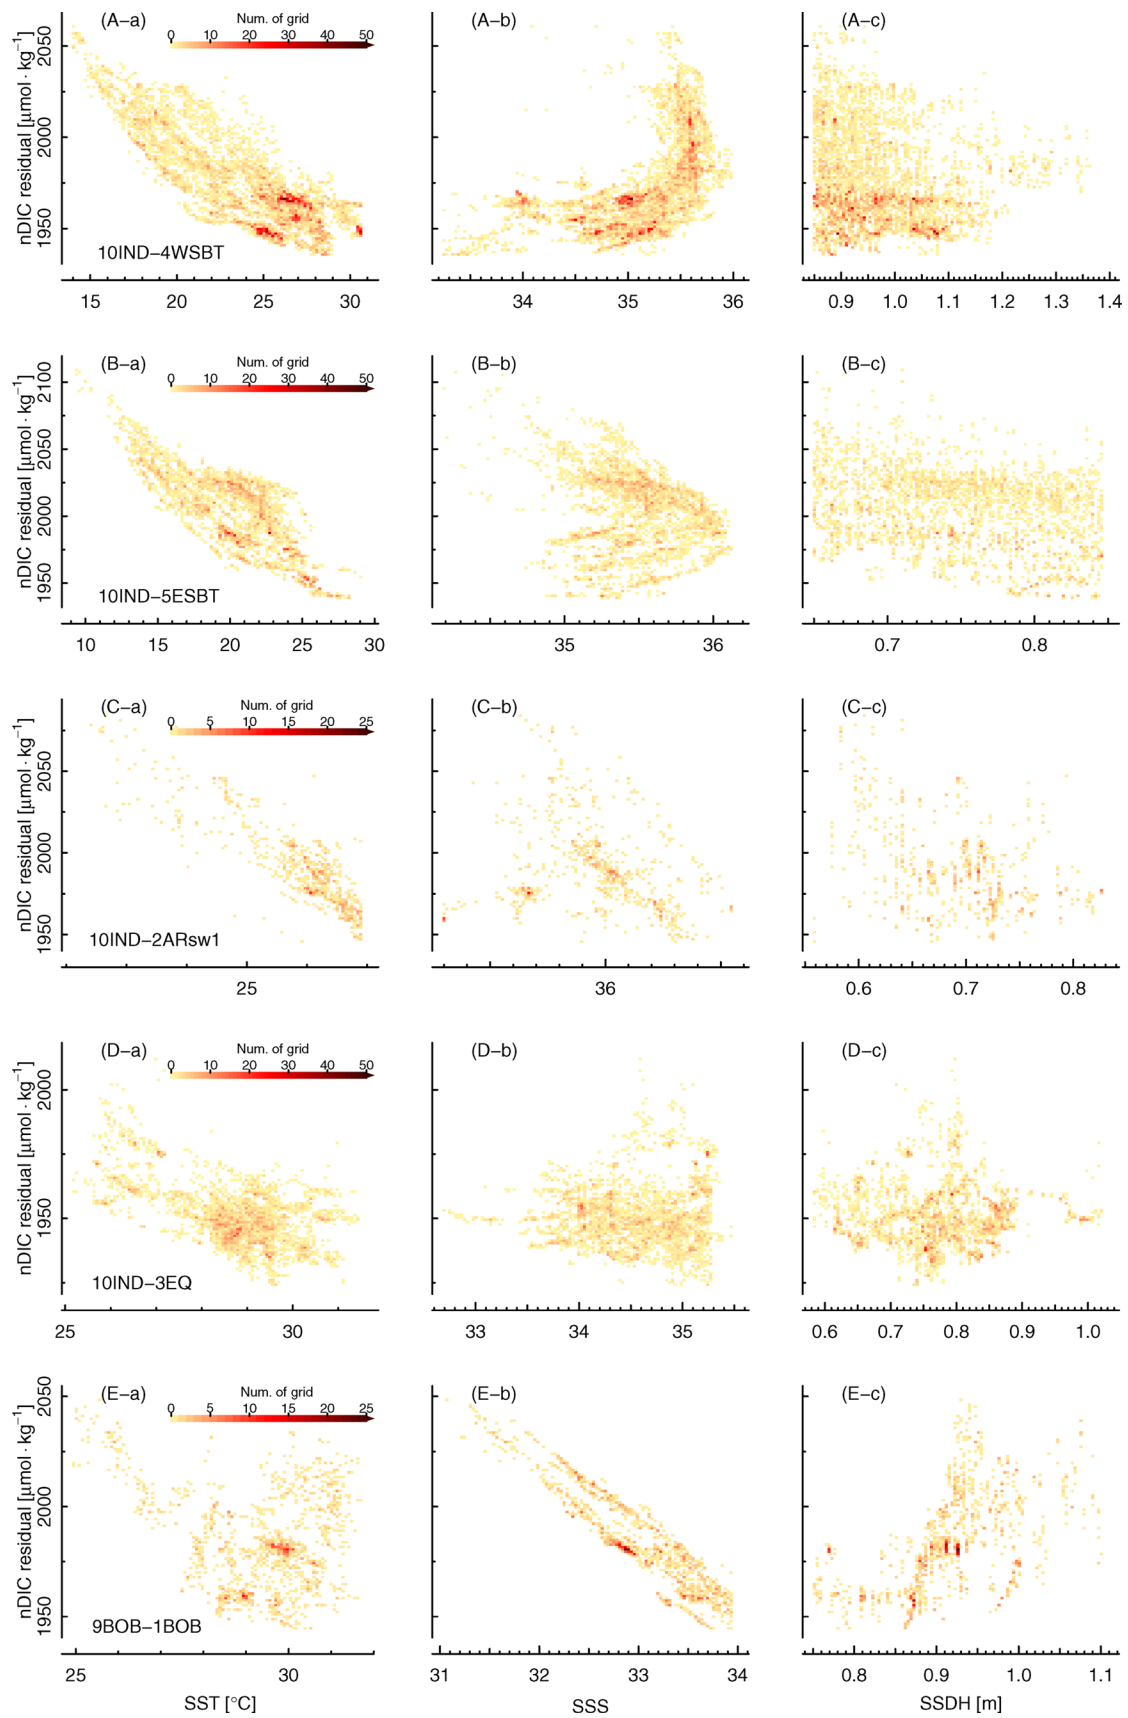 (A–a)
Num. of grid
0 10 20 30 40 50
(A–b)
(A–c)
nDIC residual [µmol · kg⁻¹]
1950 2000 2050
10IND–4WSBT
15 20 25 30
34 35 36
0.9 1.0 1.1 1.2 1.3 1.4
(B–a)
Num. of grid
0 10 20 30 40 50
(B–b)
(B–c)
nDIC residual [µmol · kg⁻¹]
1950 2000 2050 2100
10IND–5ESBT
10 15 20 25 30
35 36
0.7 0.8
(C–a)
Num. of grid
0 5 10 15 20 25
(C–b)
(C–c)
nDIC residual [µmol · kg⁻¹]
1950 2000 2050
10IND–2ARsw1
25
36
0.6 0.7 0.8
(D–a)
Num. of grid
0 10 20 30 40 50
(D–b)
(D–c)
nDIC residual [µmol · kg⁻¹]
1950 2000
10IND–3EQ
25 30
33 34 35
0.6 0.7 0.8 0.9 1.0
(E–a)
Num. of grid
0 5 10 15 20 25
(E–b)
(E–c)
nDIC residual [µmol · kg⁻¹]
1950 2000 2050
9BOB–1BOB
25 30
31 32 33 34
0.8 0.9 1.0 1.1
SST [°C]
SSS
SSDH [m]